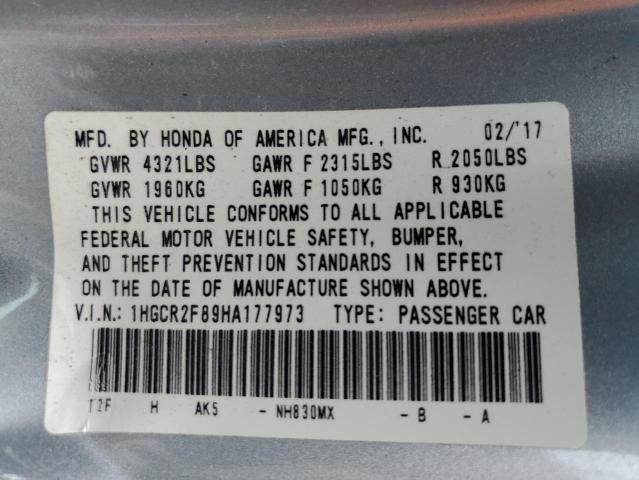 MFD. BY HONDA OF AMERICA MFG., INC. 02/'17
GVWR 4321LBS GAWR F 2315LBS R 2050LBS
GVWR 1960KG GAWR F 1050KG R 930KG
THIS VEHICLE CONFORMS TO ALL APPLICABLE
FEDERAL MOTOR VEHICLE SAFETY, BUMPER,
AND THEFT PREVENTION STANDARDS IN EFFECT
ON THE DATE OF MANUFACTURE SHOWN ABOVE.
V.I.N.: 1HGCR2F89HA177973 TYPE: PASSENGER CAR
T2F H AK5 - NH830MX - B - A